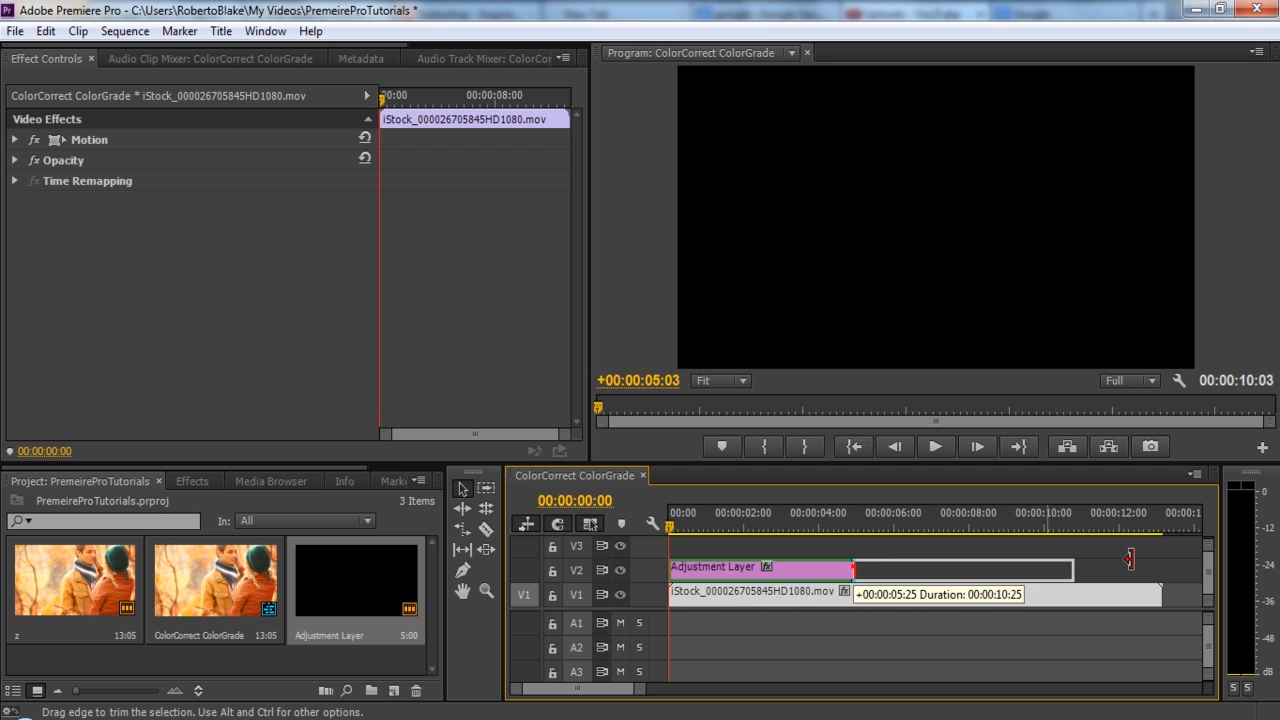 Adobe Premiere Pro - C:\Users\RobertoBlake\My Videos\PremeireProTutorials *
File Edit Clip Sequence Marker Title Window Help
Effect Controls × Audio Clip Mixer: ColorCorrect ColorGrade Metadata Audio Track Mixer: ColorCor
Program: ColorCorrect ColorGrade ×
ColorCorrect ColorGrade * iStock_000026705845HD1080.mov
00:00 00:00:08:00
Video Effects
iStock_000026705845HD1080.mov
fx Motion
fx Opacity
fx Time Remapping
+00:00:05:03 Fit Full 00:00:10:03
00:00:00:00
Project: PremeireProTutorials × Effects Media Browser Info Mark
PremeireProTutorials.prproj 3 Items
In: All
z 13:05
ColorCorrect ColorGrade 13:05
Adjustment Layer 5:00
ColorCorrect ColorGrade ×
00:00:00:00
00:00 00:00:02:00 00:00:04:00 00:00:06:00 00:00:08:00 00:00:10:00 00:00:12:00 00:00:1
V3
V2 Adjustment Layer fx
V1 V1 iStock_000026705845HD1080.mov fx
+00:00:05:25 Duration: 00:00:10:25
A1 M S
A2 M S
A3 M S
0
-12
-24
-36
-48
dB
S S
Drag edge to trim the selection. Use Alt and Ctrl for other options.